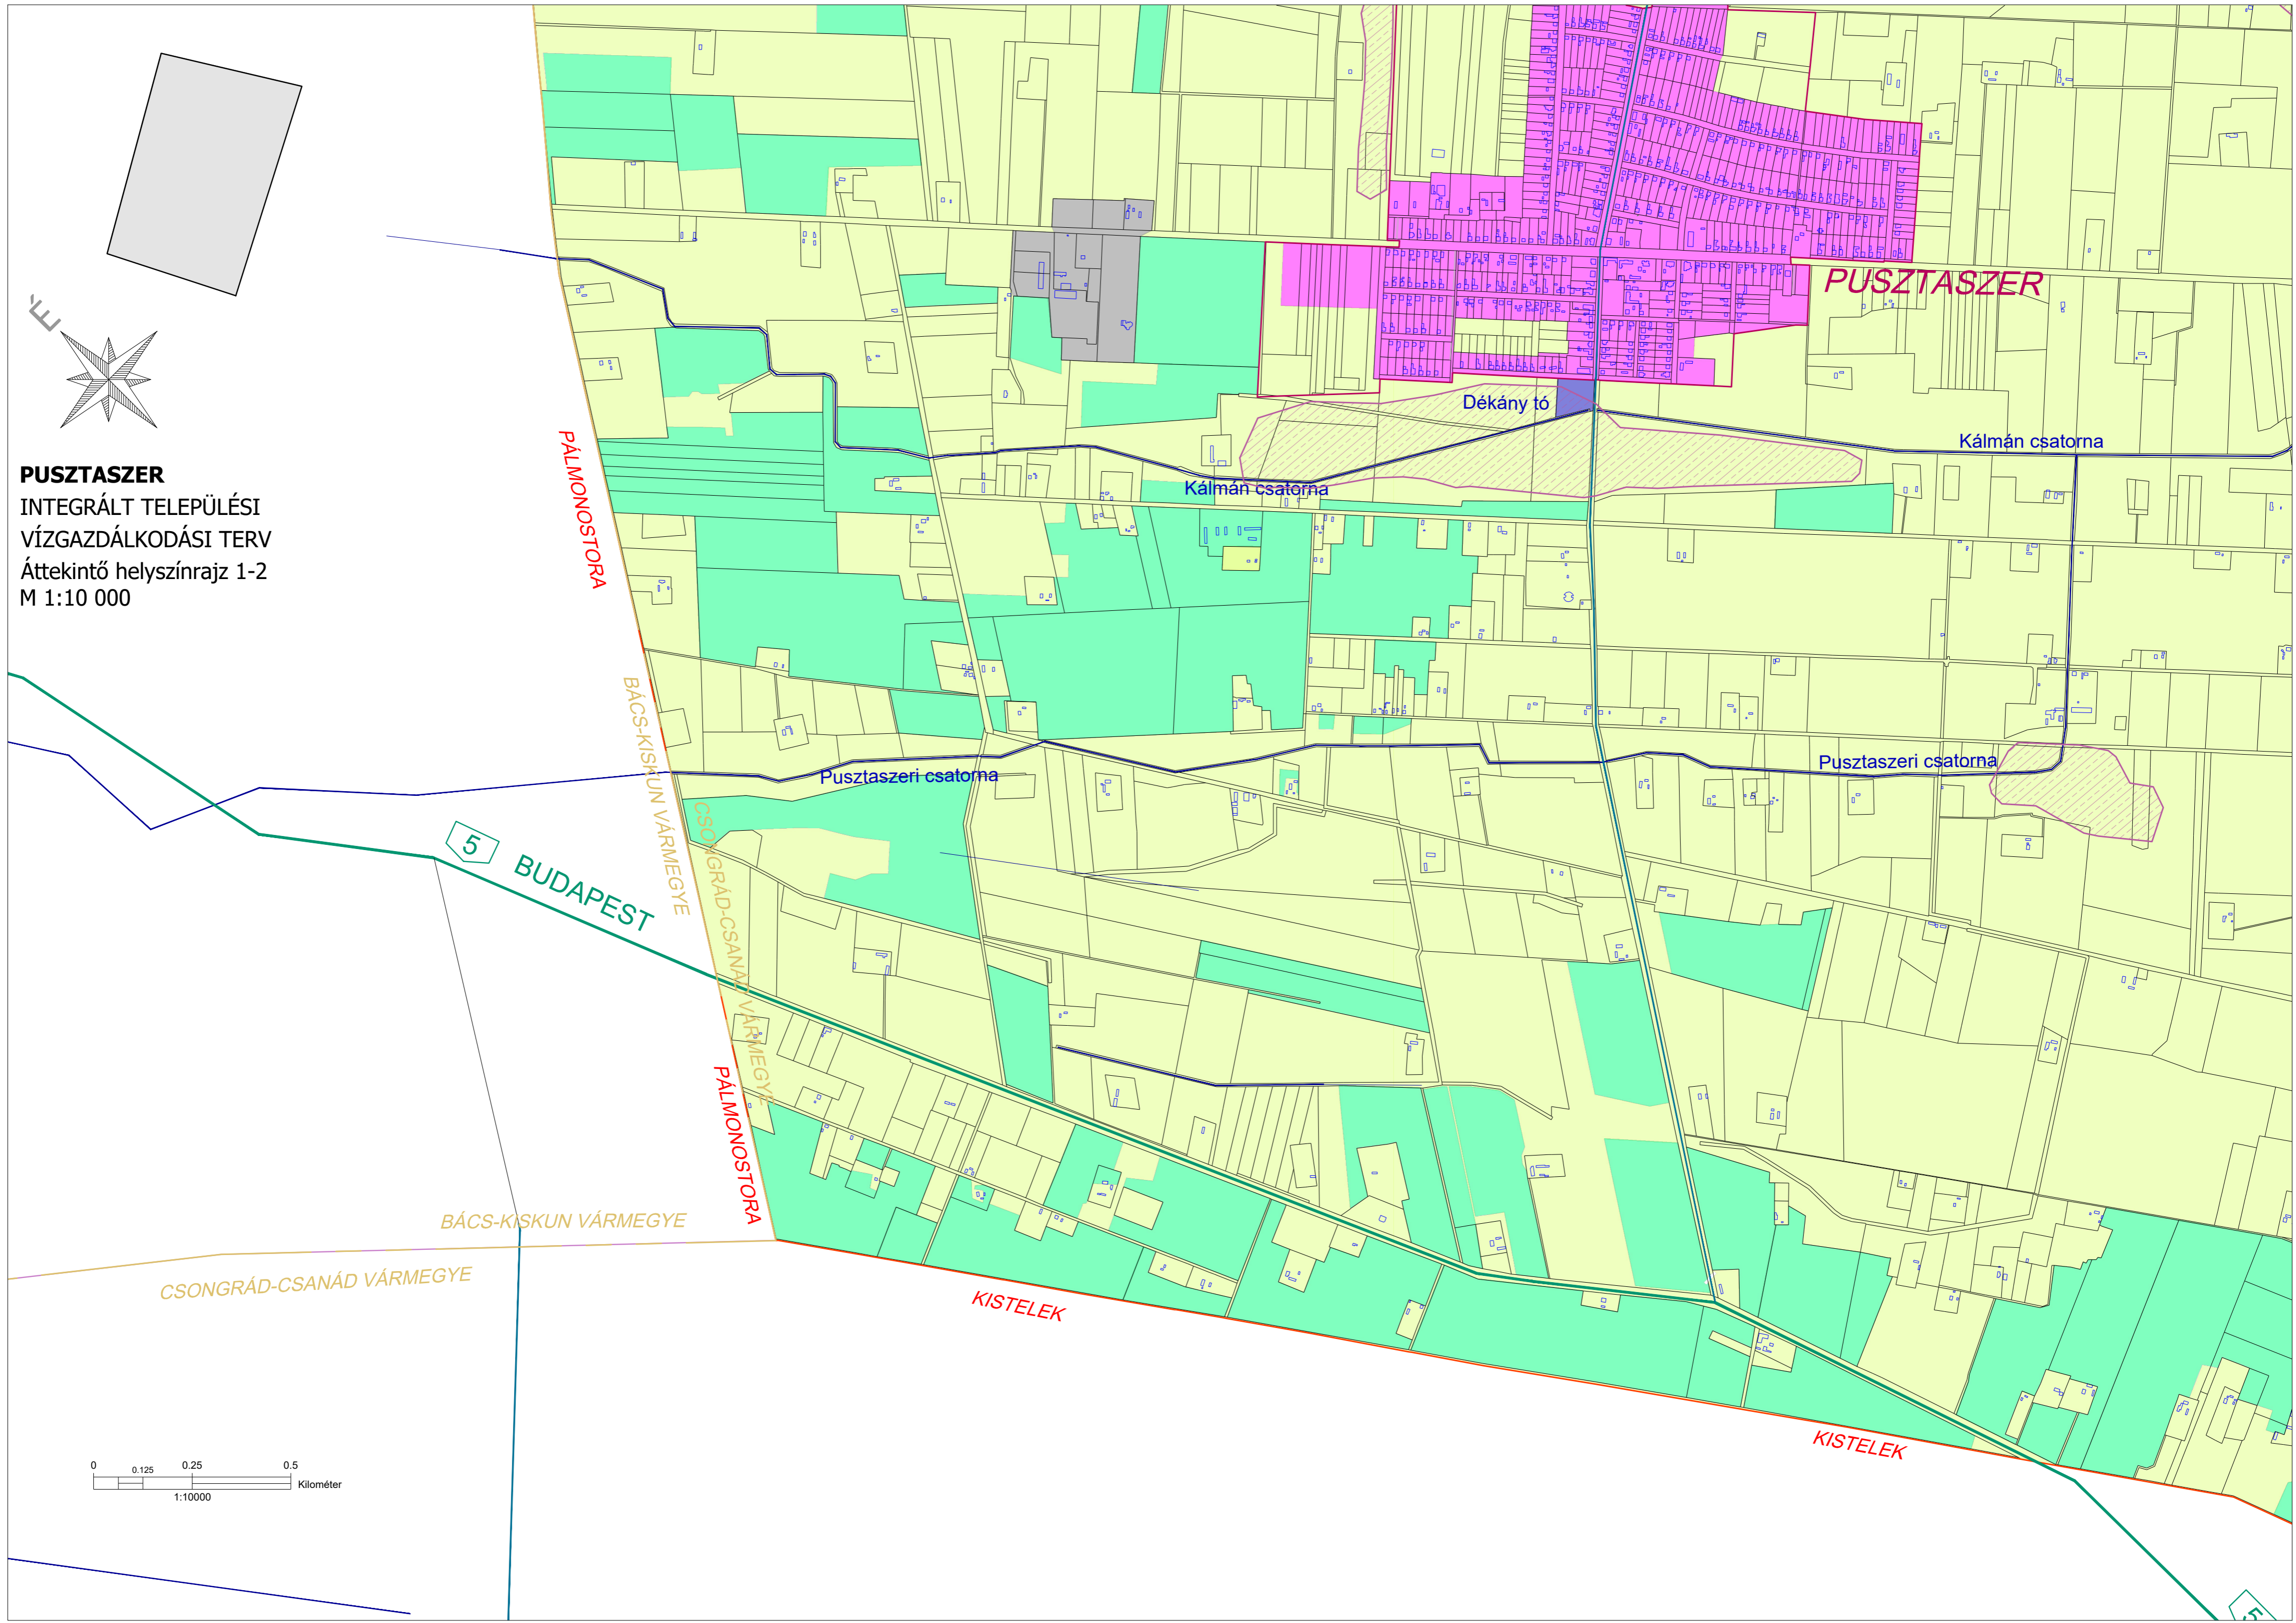 PUSZTASZER
É
Dékány tó
Kálmán csatorna
Kálmán csatorna
PÁLMONOSTORA
PUSZTASZER
INTEGRÁLT TELEPÜLÉSI
VÍZGAZDÁLKODÁSI TERV
Áttekintő helyszínrajz 1-2
M 1:10 000
BÁCS-KISKUN VÁRMEGYE
Pusztaszeri csatorna
Pusztaszeri csatorna
CSONGRÁD-CSANÁD VÁRMEGYE
5 BUDAPEST
PÁLMONOSTORA
BÁCS-KISKUN VÁRMEGYE
CSONGRÁD-CSANÁD VÁRMEGYE
KISTELEK
KISTELEK
0 0.125 0.25 0.5
Kilométer
1:10000
5